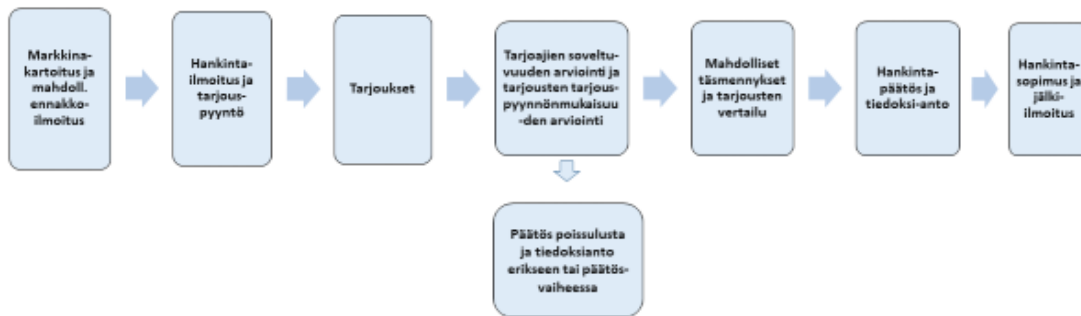 Markkina-
kartoitus ja
mahdoll.
ennakko-
ilmoitus
Hankinta-
ilmoitus ja
tarjous-
pyyntö
Tarjoukset
Tarjoajien soveltu-
vuuden arviointi ja
tarjousten tarjous-
pyynnönmukaisuu
-den arviointi
Mahdolliset
täsmennykset
ja tarjousten
vertailu
Hankinta-
päätös ja
tiedoksi-anto
Hankinta-
sopimus ja
jälki-
ilmoitus
Päätös poissulusta
ja tiedoksianto
erikseen tai päätös-
vaiheessa